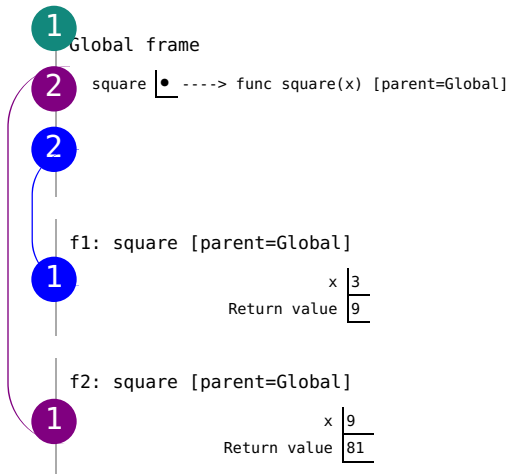 1
Global frame
2
square ● ----> func square(x) [parent=Global]
2
f1: square [parent=Global]
1
x 3
Return value 9
f2: square [parent=Global]
1
x 9
Return value 81